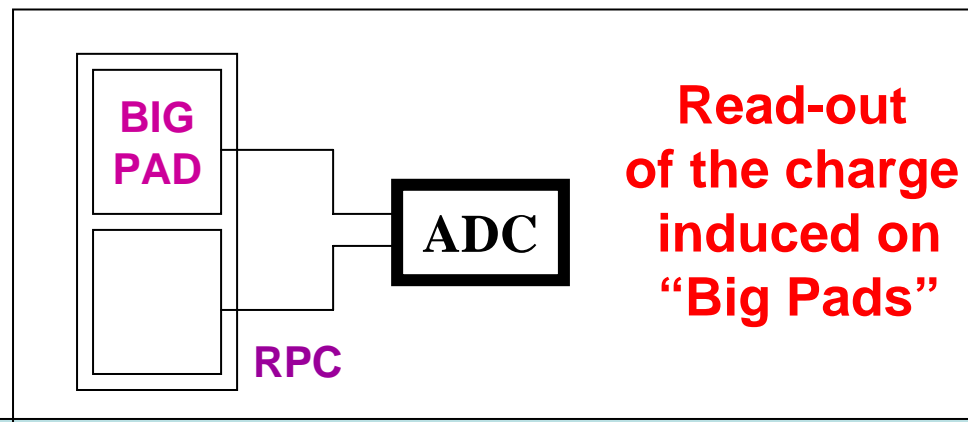 BIG
PAD
ADC
RPC
Read-out
of the charge
induced on
“Big Pads”